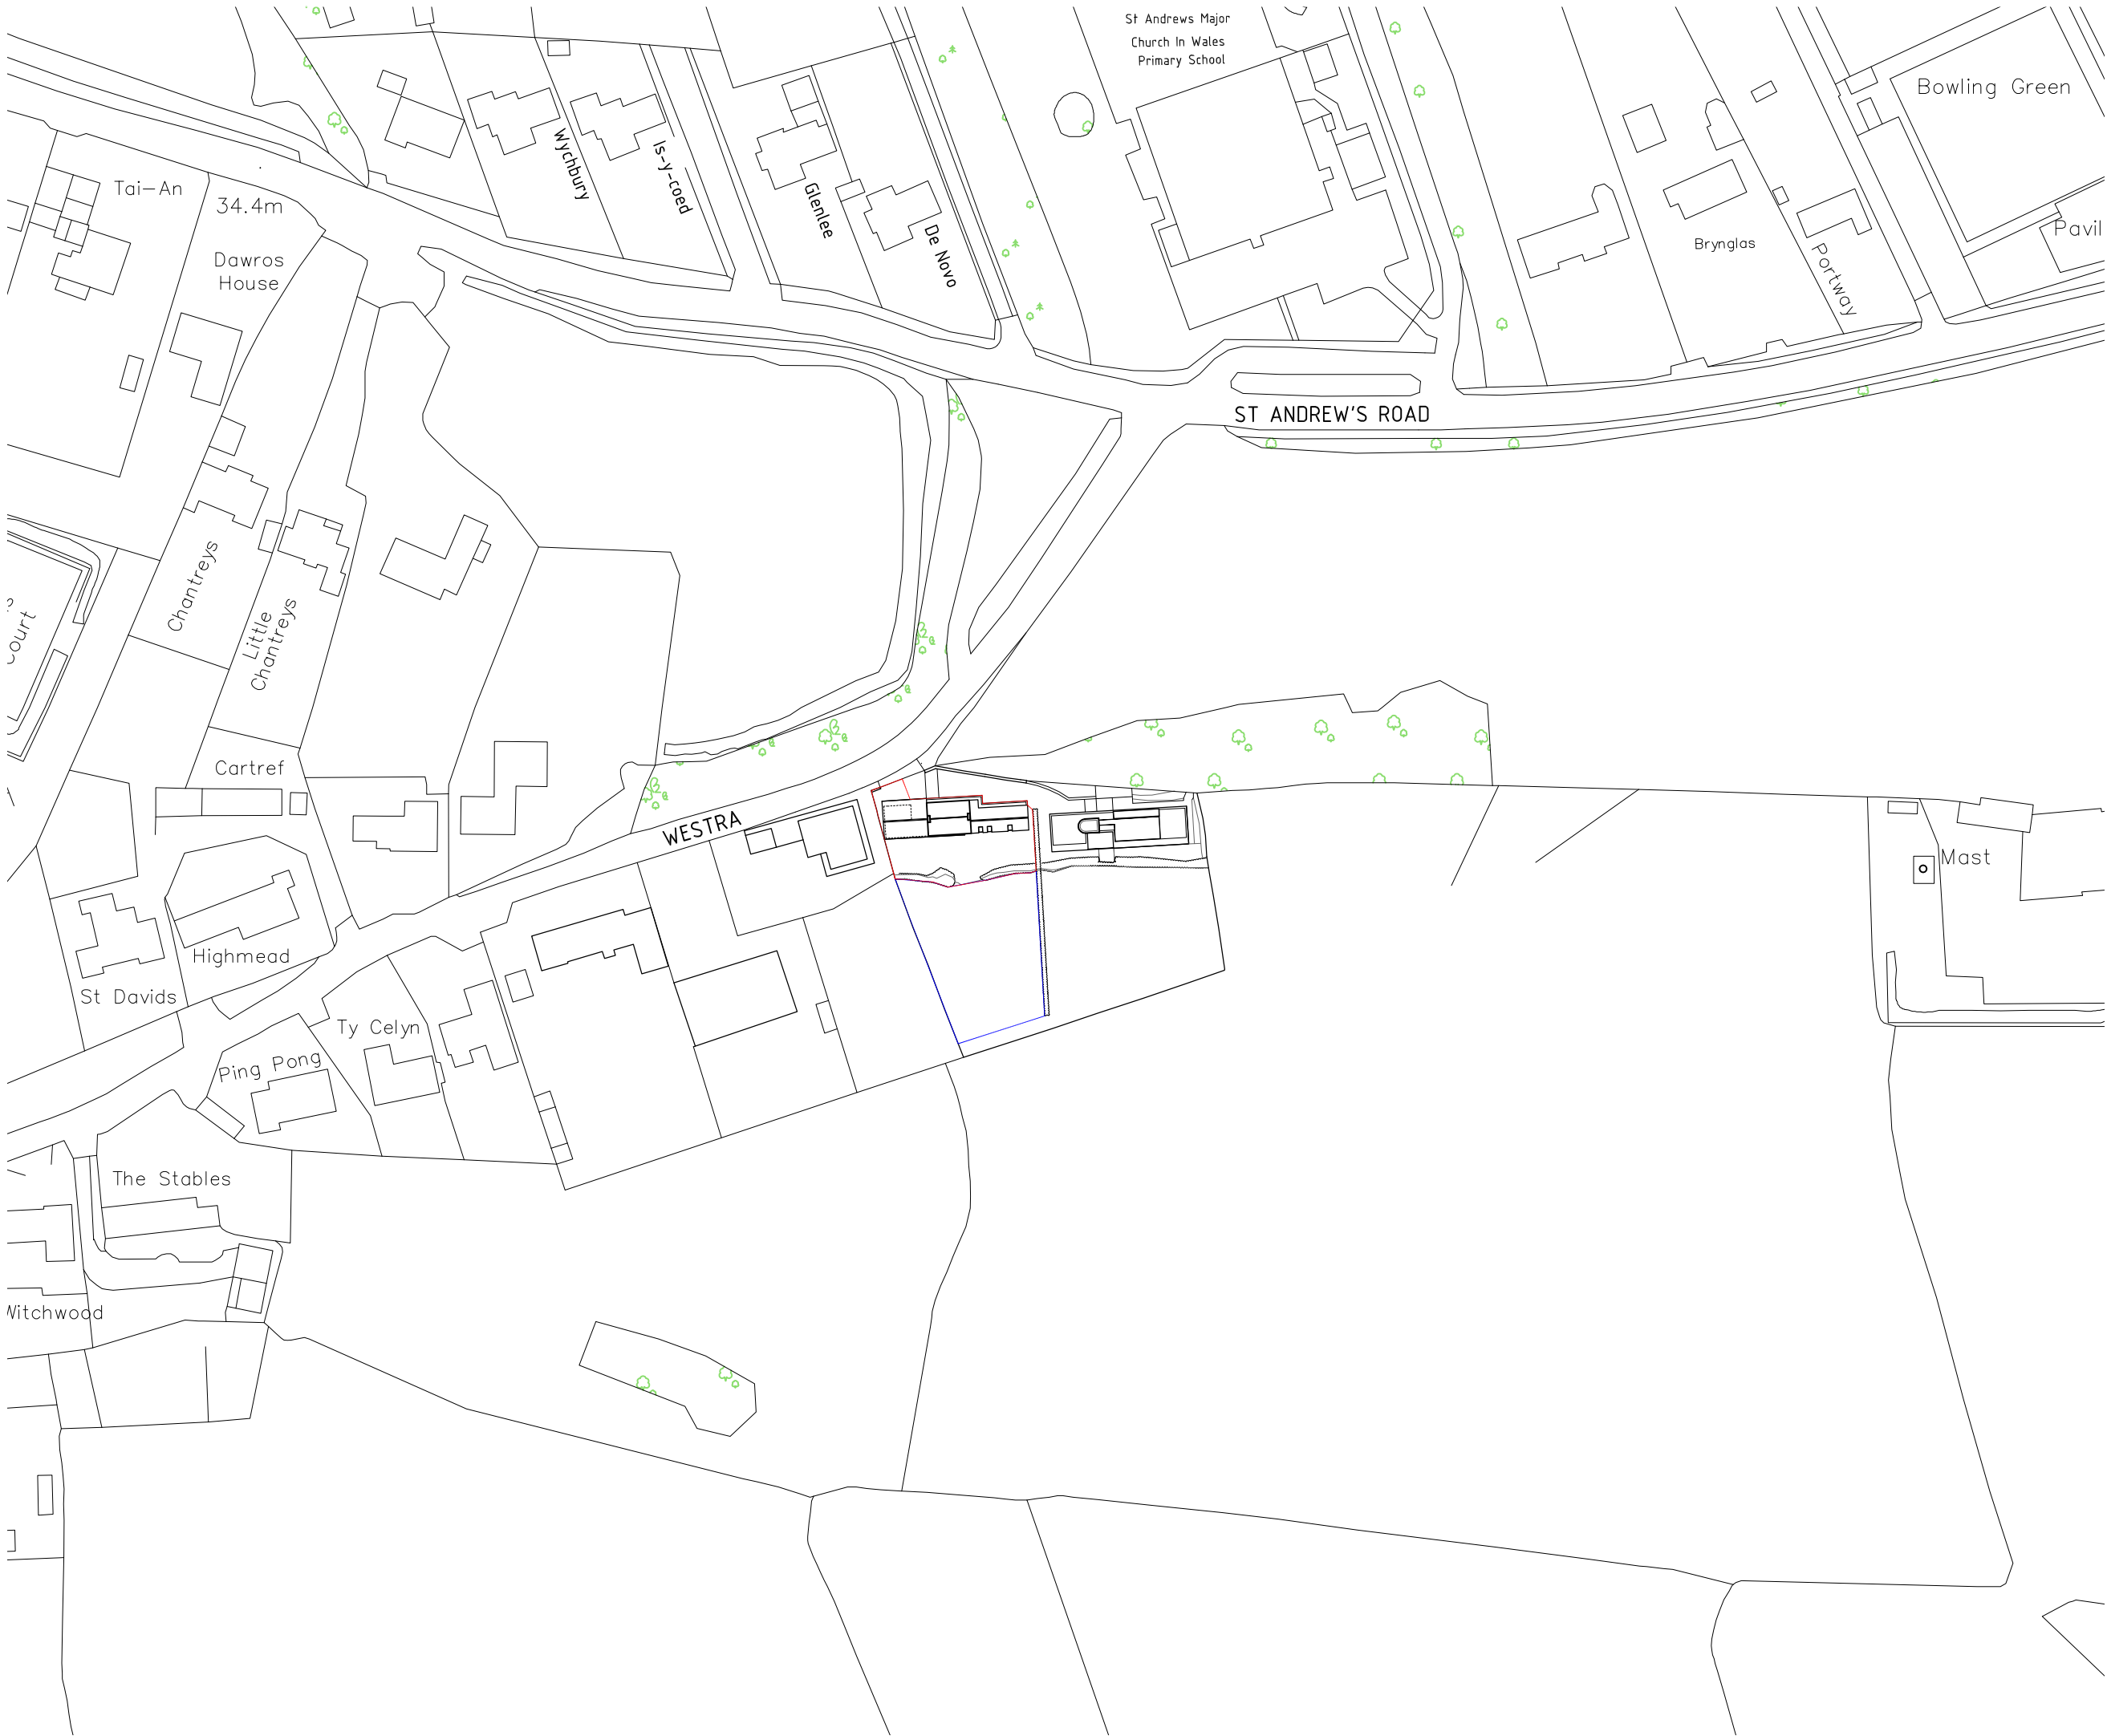 St Andrews Major
Church In Wales
Primary School
Bowling Green
Tai-An
34.4m
Wychbury
Is-y-coed
Glenlee
De Novo
Dawros
House
Brynglas
Portway
Pavil
ST ANDREW'S ROAD
Chantreys
Little
Chantreys
Court
Cartref
WESTRA
Mast
Highmead
St Davids
Ty Celyn
Ping Pong
The Stables
Witchwood